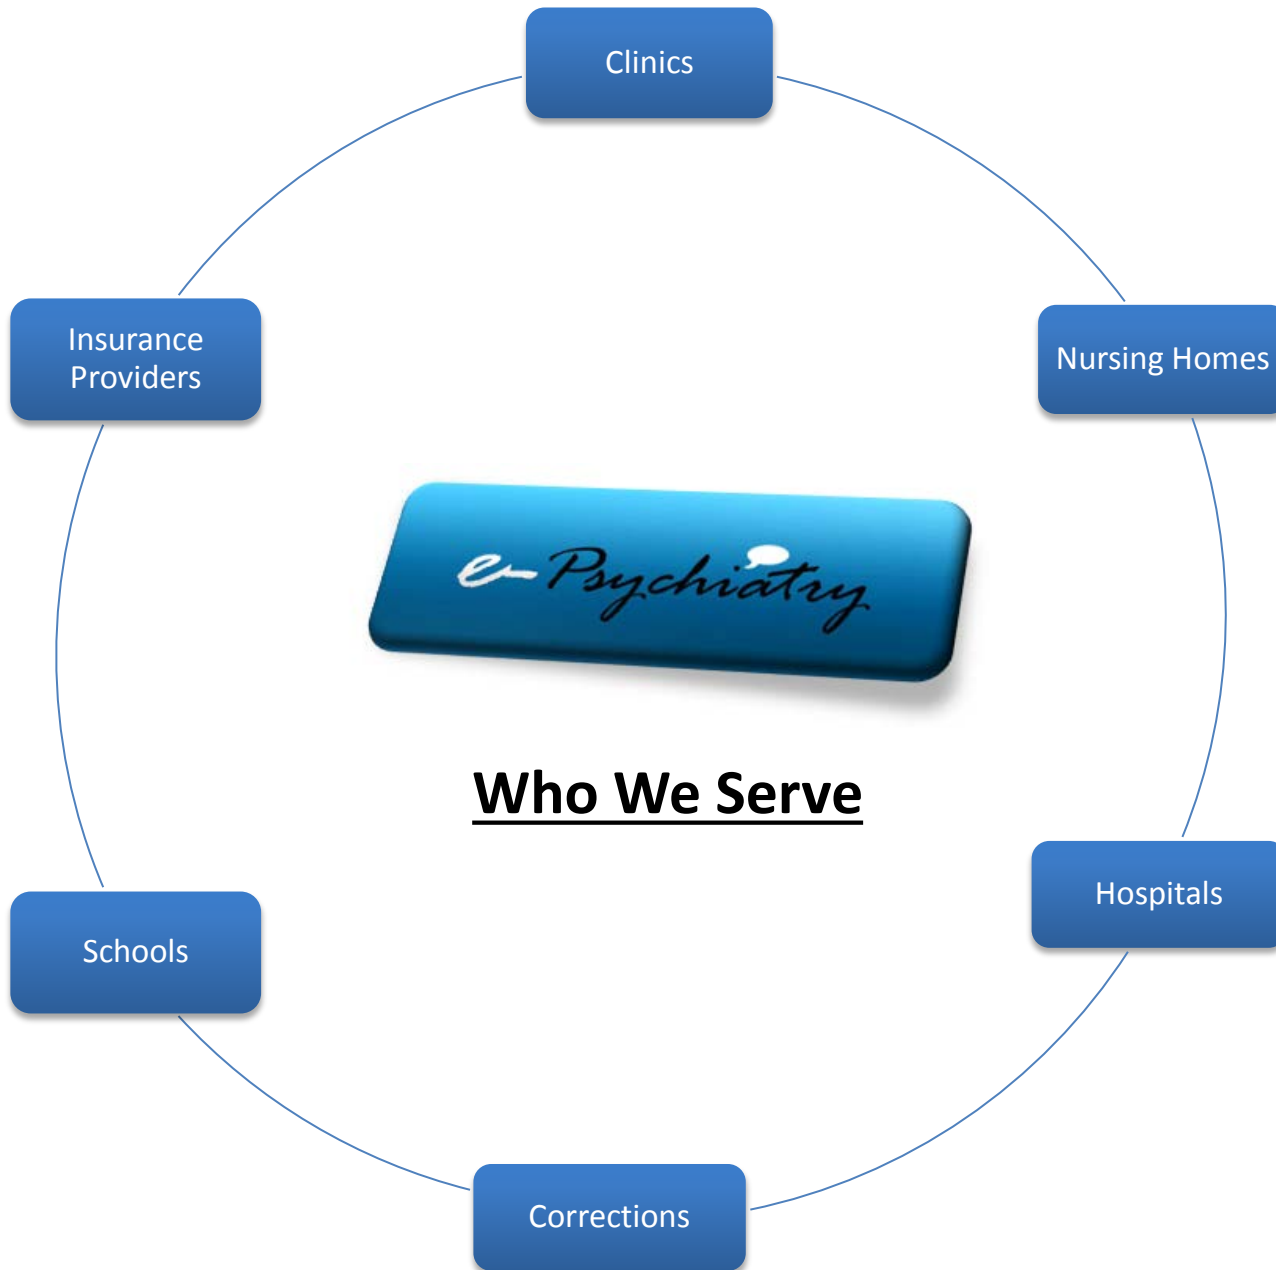 Clinics
Insurance
Providers
Nursing Homes
e-Psychiatry
Who We Serve
Hospitals
Schools
Corrections